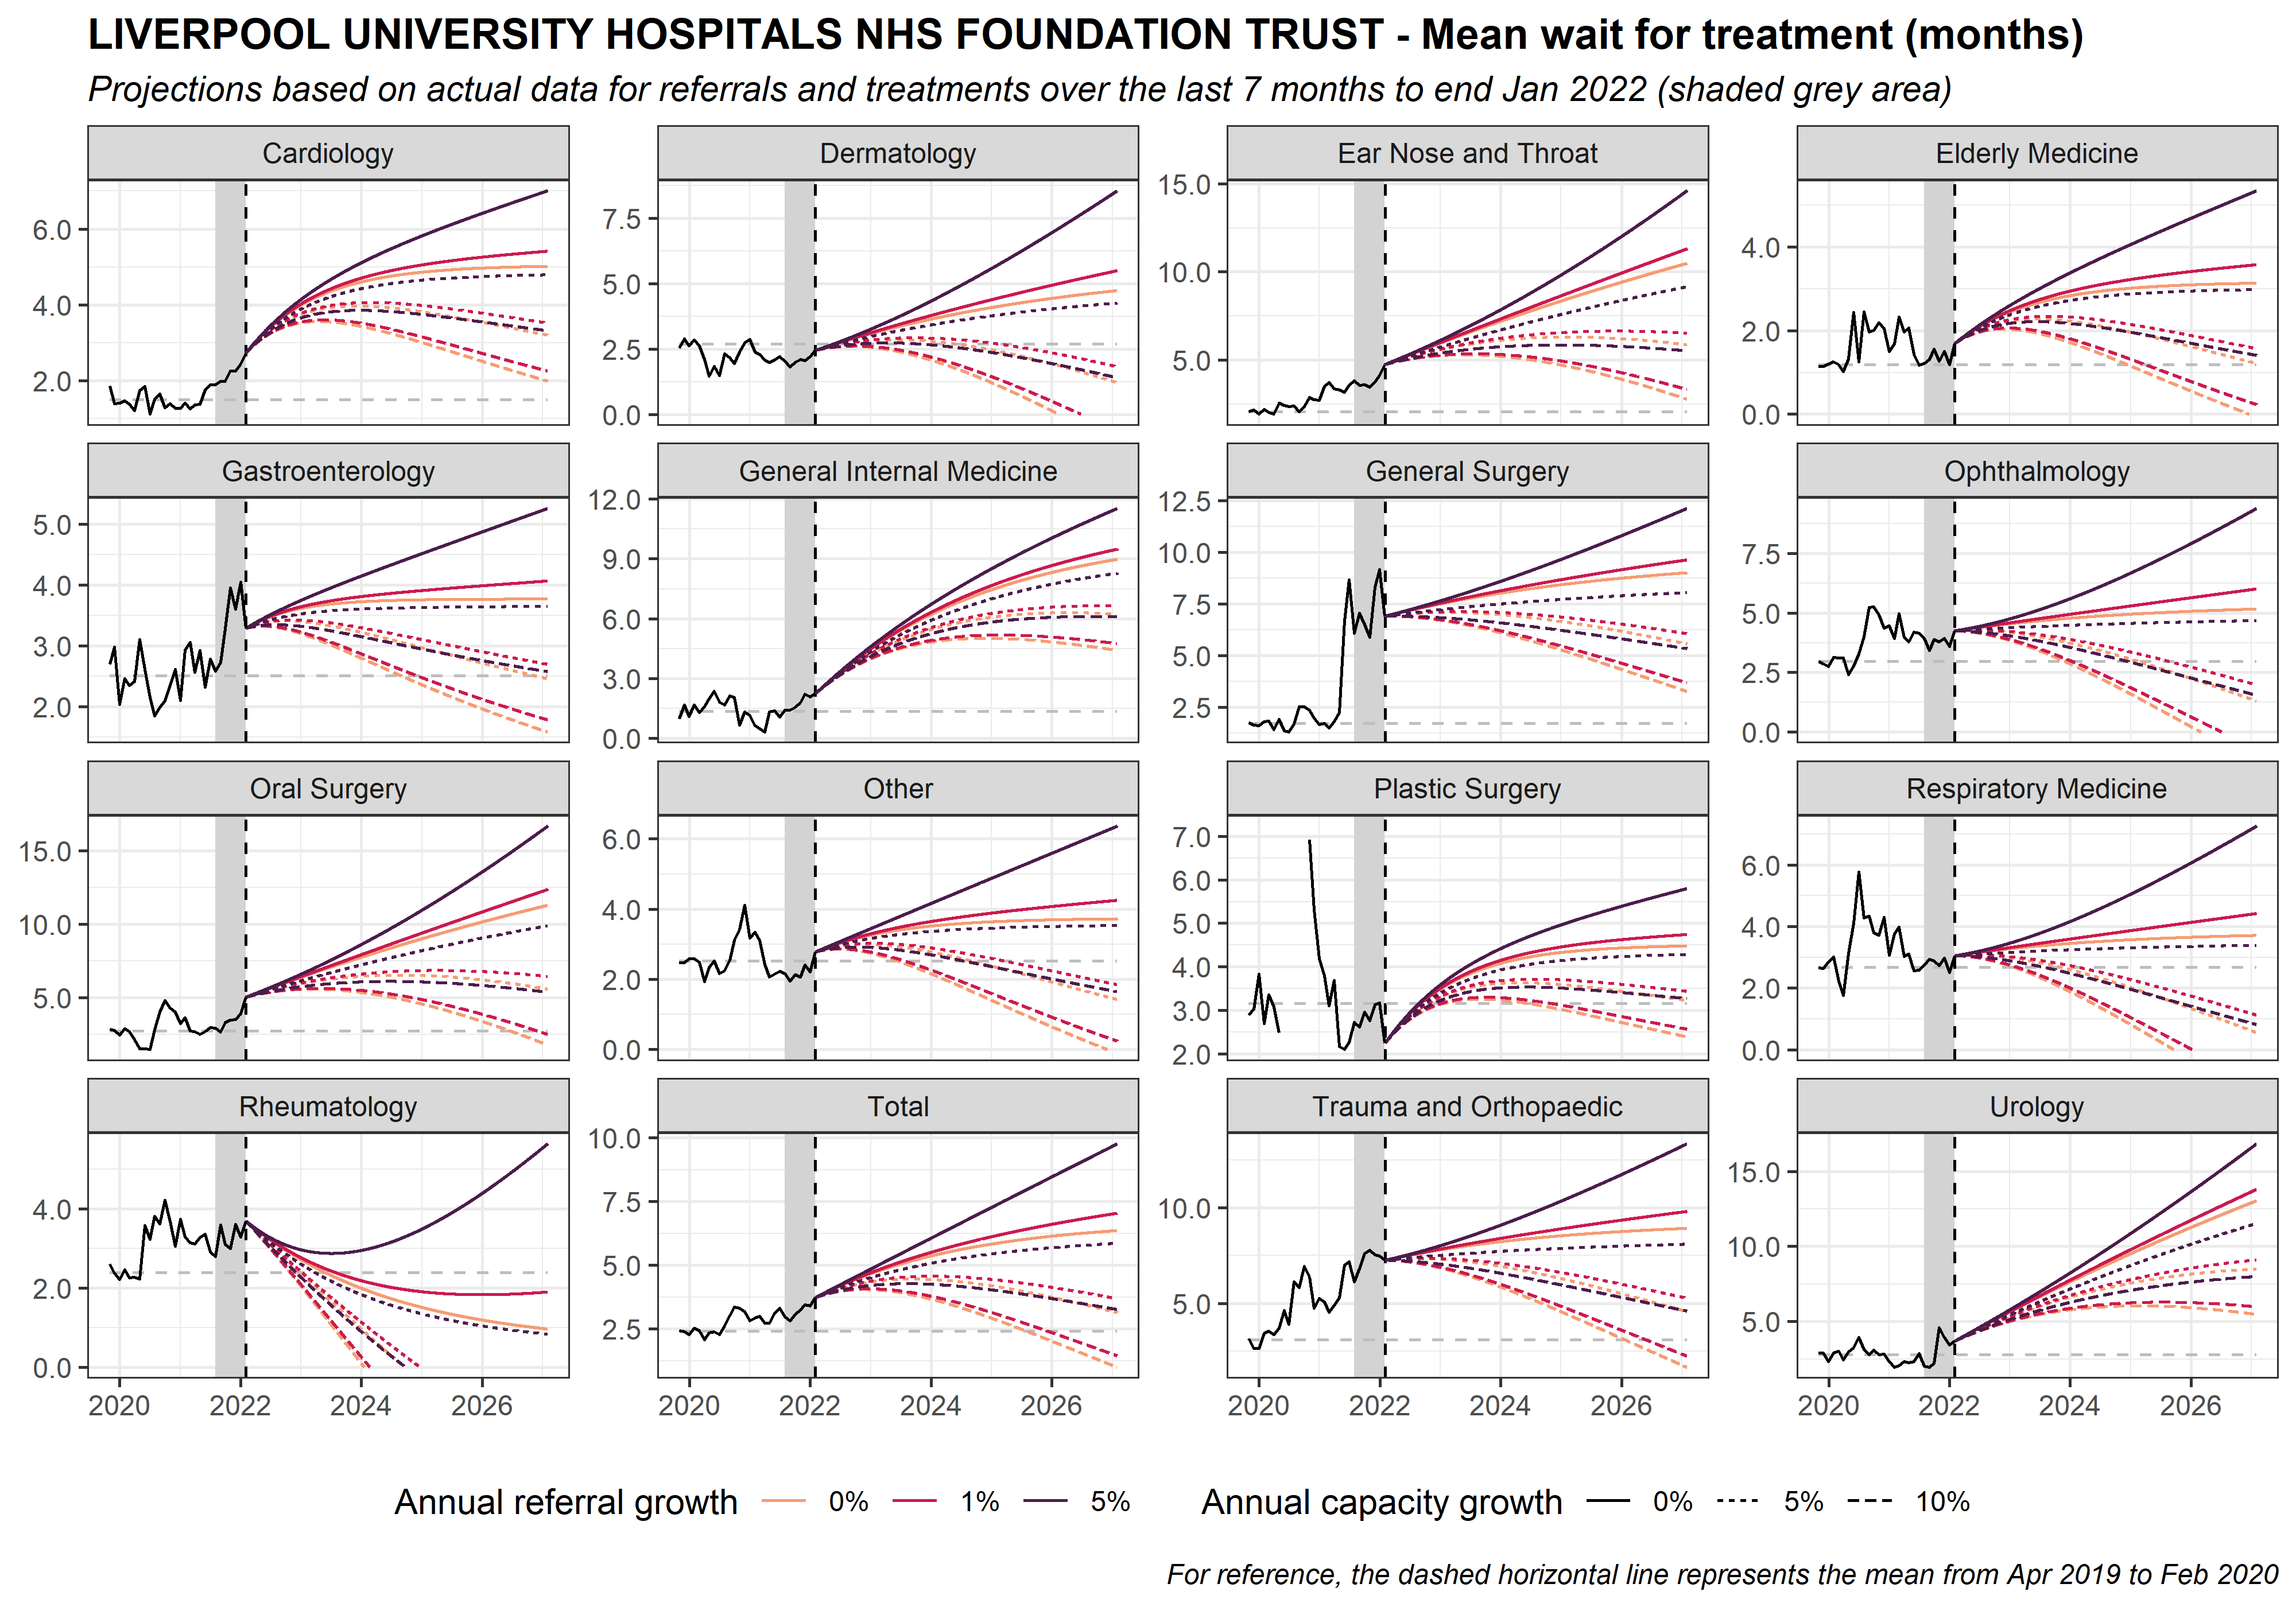 LIVERPOOL UNIVERSITY HOSPITALS NHS FOUNDATION TRUST - Mean wait for treatment (months)
Projections based on actual data for referrals and treatments over the last 7 months to end Jan 2022 (shaded grey area)
Cardiology
6.0
4.0
2.0
Dermatology
7.5
5.0
2.5
0.0
Ear Nose and Throat
15.0
10.0
5.0
Elderly Medicine
4.0
2.0
0.0
Gastroenterology
5.0
4.0
3.0
2.0
General Internal Medicine
12.0
9.0
6.0
3.0
0.0
General Surgery
12.5
10.0
7.5
5.0
2.5
Ophthalmology
7.5
5.0
2.5
0.0
Oral Surgery
15.0
10.0
5.0
Other
6.0
4.0
2.0
0.0
Plastic Surgery
7.0
6.0
5.0
4.0
3.0
2.0
Respiratory Medicine
6.0
4.0
2.0
0.0
Rheumatology
4.0
2.0
0.0
2020 2022 2024 2026
Total
10.0
7.5
5.0
2.5
2020 2022 2024 2026
Trauma and Orthopaedic
10.0
5.0
2020 2022 2024 2026
Urology
15.0
10.0
5.0
2020 2022 2024 2026
Annual referral growth 0% 1% 5%
Annual capacity growth 0% 5% 10%
For reference, the dashed horizontal line represents the mean from Apr 2019 to Feb 2020